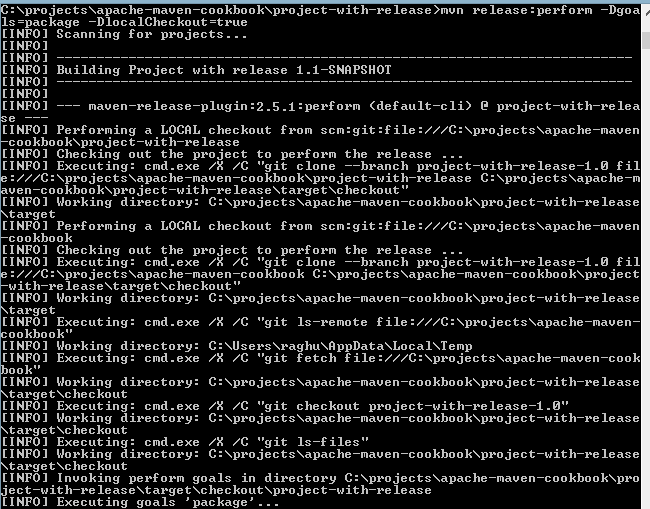 C:\projects\apache-maven-cookbook\project-with-release>mvn release:perform -Dgoa
ls=package -DlocalCheckout=true
[INFO] Scanning for projects...
[INFO]
[INFO] ------------------------------------------------------------------------
[INFO] Building Project with release 1.1-SNAPSHOT
[INFO] ------------------------------------------------------------------------
[INFO]
[INFO] --- maven-release-plugin:2.5.1:perform (default-cli) @ project-with-relea
se ---
[INFO] Performing a LOCAL checkout from scm:git:file:///C:\projects\apache-maven
-cookbook\project-with-release
[INFO] Checking out the project to perform the release ...
[INFO] Executing: cmd.exe /X /C "git clone --branch project-with-release-1.0 fil
e:///C:\projects\apache-maven-cookbook\project-with-release C:\projects\apache-m
aven-cookbook\project-with-release\target\checkout"
[INFO] Working directory: C:\projects\apache-maven-cookbook\project-with-release
\target
[INFO] Performing a LOCAL checkout from scm:git:file:///C:\projects\apache-maven
-cookbook
[INFO] Checking out the project to perform the release ...
[INFO] Executing: cmd.exe /X /C "git clone --branch project-with-release-1.0 fil
e:///C:\projects\apache-maven-cookbook C:\projects\apache-maven-cookbook\project
-with-release\target\checkout"
[INFO] Working directory: C:\projects\apache-maven-cookbook\project-with-release
\target
[INFO] Executing: cmd.exe /X /C "git ls-remote file:///C:\projects\apache-maven-
cookbook"
[INFO] Working directory: C:\Users\raghu\AppData\Local\Temp
[INFO] Executing: cmd.exe /X /C "git fetch file:///C:\projects\apache-maven-cook
book"
[INFO] Working directory: C:\projects\apache-maven-cookbook\project-with-release
\target\checkout
[INFO] Executing: cmd.exe /X /C "git checkout project-with-release-1.0"
[INFO] Working directory: C:\projects\apache-maven-cookbook\project-with-release
\target\checkout
[INFO] Executing: cmd.exe /X /C "git ls-files"
[INFO] Working directory: C:\projects\apache-maven-cookbook\project-with-release
\target\checkout
[INFO] Invoking perform goals in directory C:\projects\apache-maven-cookbook\pro
ject-with-release\target\checkout\project-with-release
[INFO] Executing goals 'package'...